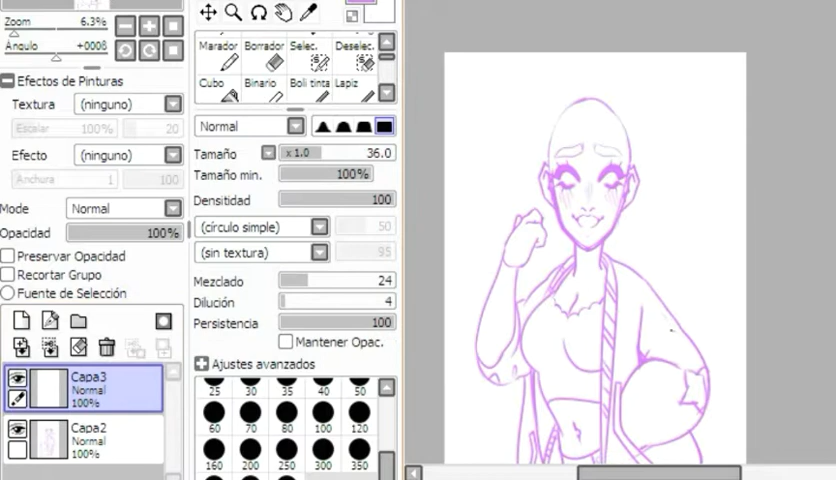 Zoom 6.3%
Ángulo +0008
Efectos de Pinturas
Textura (ninguno)
Escalar 100% 20
Efecto (ninguno)
Anchura 1 100
Mode Normal
Opacidad 100%
Preservar Opacidad
Recortar Grupo
Fuente de Selección
Capa3
Normal
100%
Capa2
Normal
100%
Marador Borrador Selec. Deselec.
Cubo Binario Boli tinta Lapiz
Normal
Tamaño x 1.0 36.0
Tamaño min. 100%
Densitidad 100
(círculo simple) 50
(sin textura) 95
Mezclado 24
Dilución 4
Persistencia 100
Mantener Opac.
Ajustes avanzados
25 30 35 40 50
60 70 80 100 120
160 200 250 300 350